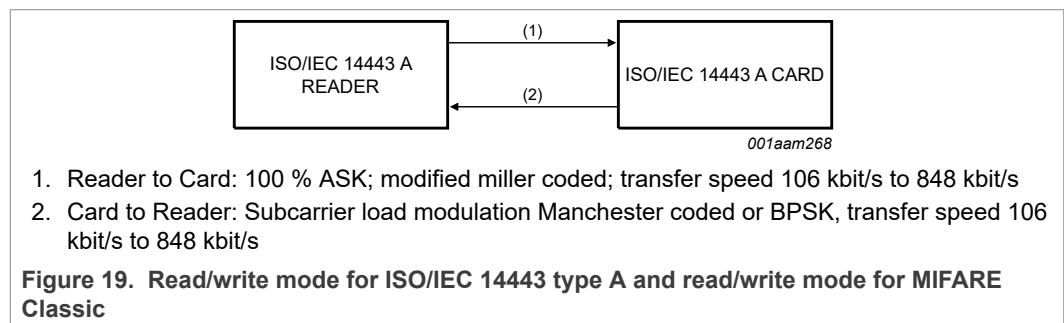 (1)
ISO/IEC 14443 A
READER
ISO/IEC 14443 A CARD
(2)
001aam268
1. Reader to Card: 100 % ASK; modified miller coded; transfer speed 106 kbit/s to 848 kbit/s
2. Card to Reader: Subcarrier load modulation Manchester coded or BPSK, transfer speed 106
kbit/s to 848 kbit/s
Figure 19. Read/write mode for ISO/IEC 14443 type A and read/write mode for MIFARE
Classic